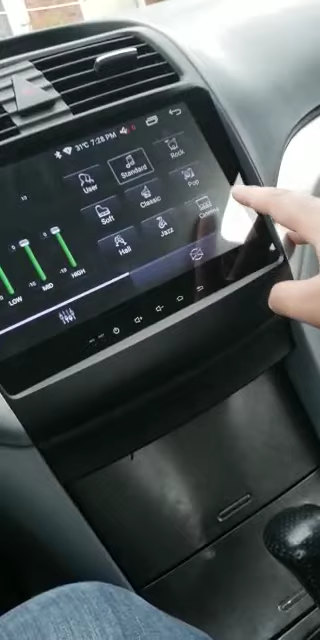 31°C 7:28 PM
User
Standard
Rock
Soft
Classic
Pop
Hall
Jazz
LOW
MID
HIGH